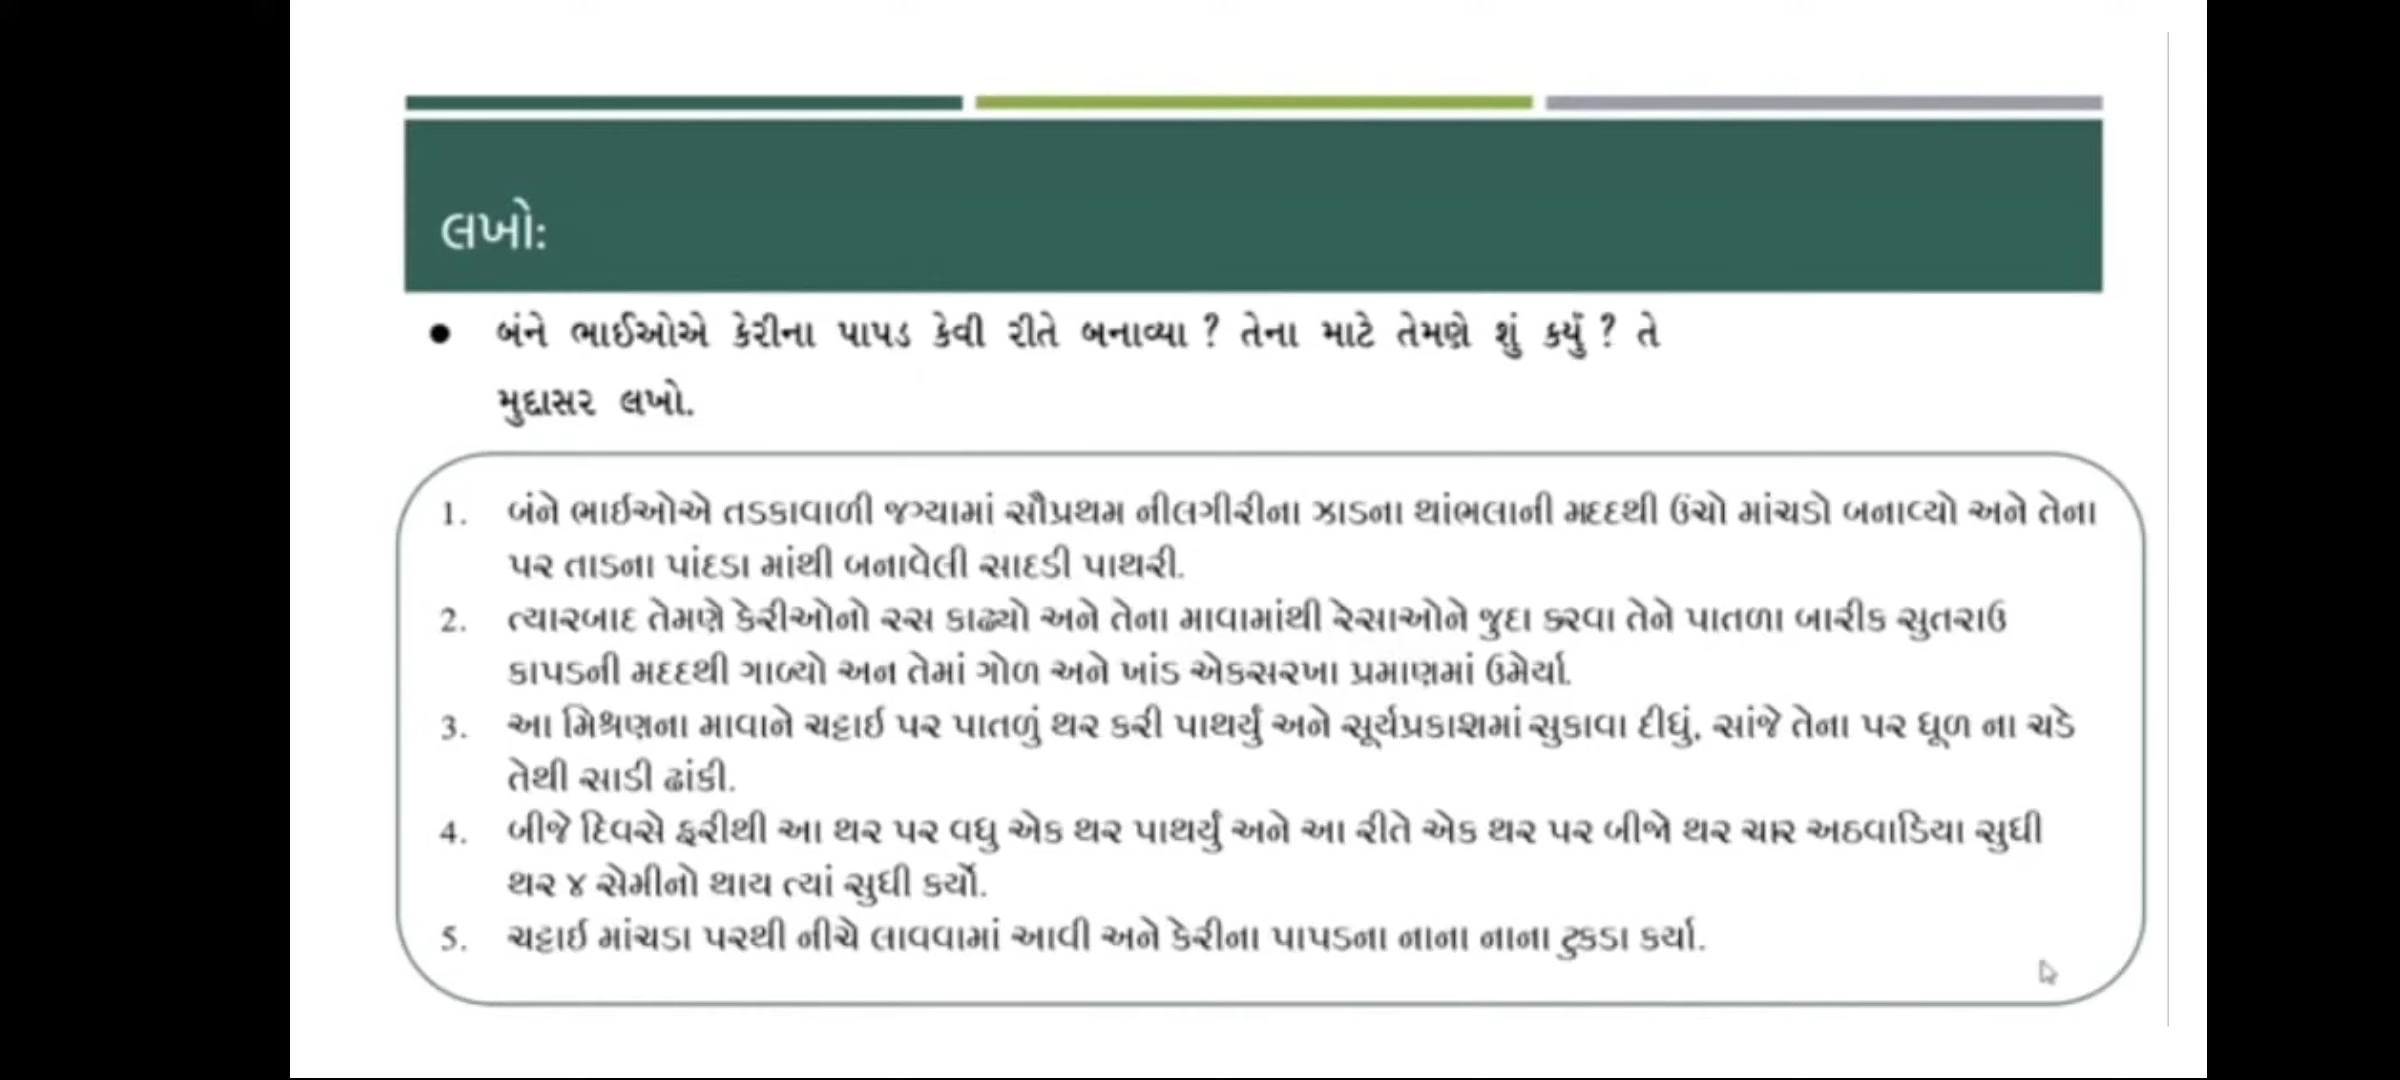 લખો:
● બંને ભાઈઓએ કેરીના પાપડ કેવી રીતે બનાવ્યા ? તેના માટે તેમણે શું કર્યું ? તે
મુદ્દાસર લખો.
1. બંને ભાઈઓએ તડકાવાળી જગ્યામાં સૌપ્રથમ નીલગીરીના ઝાડના થાંભલાની મદદથી ઉંચો માંચડો બનાવ્યો અને તેના
પર તાડના પાંદડા માંથી બનાવેલી સાદડી પાથરી.
2. ત્યારબાદ તેમણે કેરીઓનો રસ કાઢ્યો અને તેના માવામાંથી રેસાઓને જુદા કરવા તેને પાતળા બારીક સુતરાઉ
કાપડની મદદથી ગાળ્યો અન તેમાં ગોળ અને ખાંડ એકસરખા પ્રમાણમાં ઉમેર્યા.
3. આ મિશ્રણના માવાને ચટ્ટાઈ પર પાતળું થર કરી પાથર્યું અને સૂર્યપ્રકાશમાં સુકાવા દીધું. સાંજે તેના પર ધૂળ ના ચડે
તેથી સાડી ઢાંકી.
4. બીજે દિવસે ફરીથી આ થર પર વધુ એક થર પાથર્યું અને આ રીતે એક થર પર બીજો થર ચાર અઠવાડિયા સુધી
થર ૪ સેમીનો થાય ત્યાં સુધી કર્યો.
5. ચટ્ટાઈ માંચડા પરથી નીચે લાવવામાં આવી અને કેરીના પાપડના નાના નાના ટુકડા કર્યા.